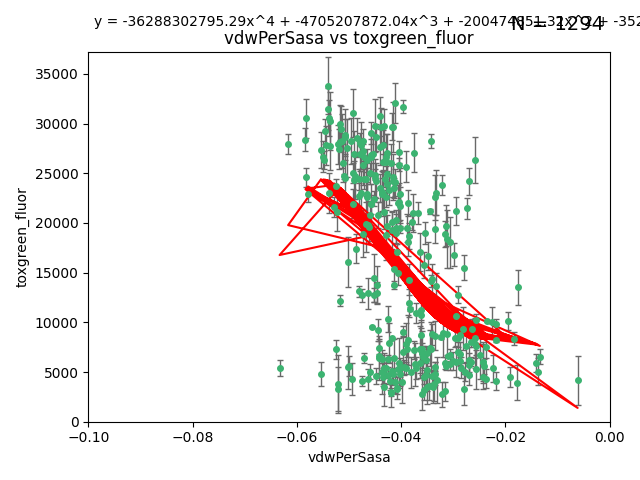 y = -36288302795.29x^4 + -4705207872.04x^3 + -200474
N = 1294
vdwPerSasa vs toxgreen_fluor
35000
30000
25000
20000
15000
10000
5000
0
toxgreen_fluor
−0.10
−0.08
−0.06
−0.04
−0.02
0.00
vdwPerSasa